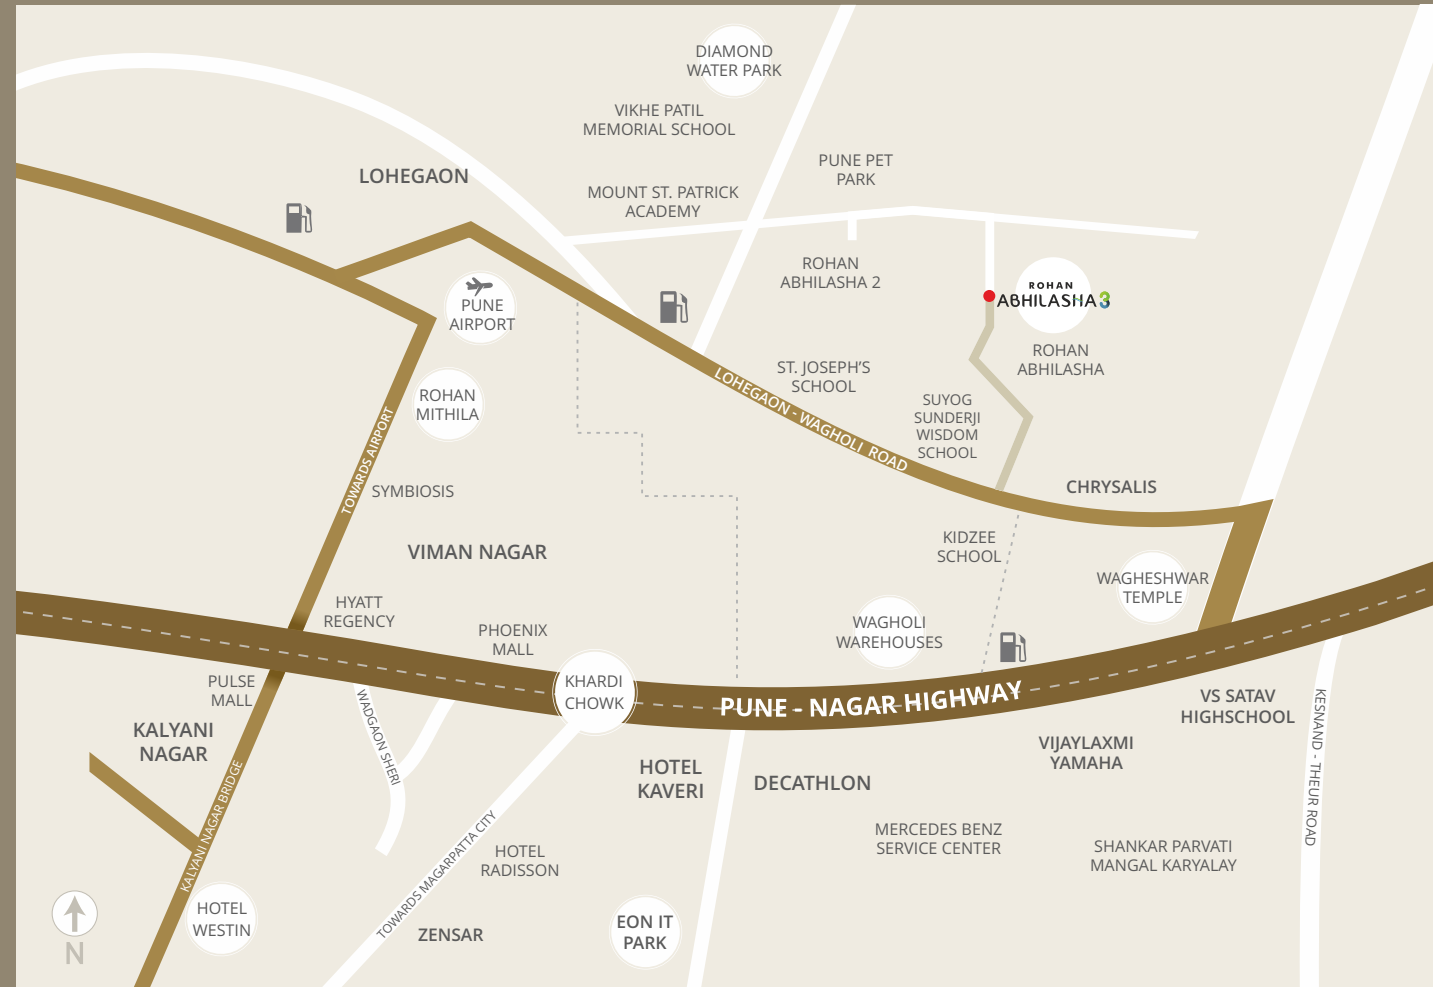 DIAMOND
WATER PARK
VIKHE PATIL
MEMORIAL SCHOOL
PUNE PET
PARK
LOHEGAON
MOUNT ST. PATRICK
ACADEMY
ROHAN
ABHILASHA 2
ROHAN
ABHILASHA 3
PUNE
AIRPORT
ROHAN
ABHILASHA
ST. JOSEPH'S
SCHOOL
ROHAN
MITHILA
SUYOG
SUNDERJI
WISDOM
SCHOOL
LOHEGAON - WAGHOLI ROAD
TOWARDS AIRPORT
SYMBIOSIS
CHRYSALIS
VIMAN NAGAR
KIDZEE
SCHOOL
WAGHESHWAR
TEMPLE
HYATT
REGENCY
PHOENIX
MALL
WAGHOLI
WAREHOUSES
PULSE
MALL
KHARDI
CHOWK
PUNE - NAGAR HIGHWAY
VS SATAV
HIGHSCHOOL
KALYANI
NAGAR
WADGAON SHERI
VIJAYLAXMI
YAMAHA
KESNAND - THEUR ROAD
HOTEL
KAVERI
DECATHLON
KALYANI NAGAR BRIDGE
MERCEDES BENZ
SERVICE CENTER
SHANKAR PARVATI
MANGAL KARYALAY
HOTEL
RADISSON
TOWARDS MAGARPATTA CITY
HOTEL
WESTIN
ZENSAR
EON IT
PARK
N